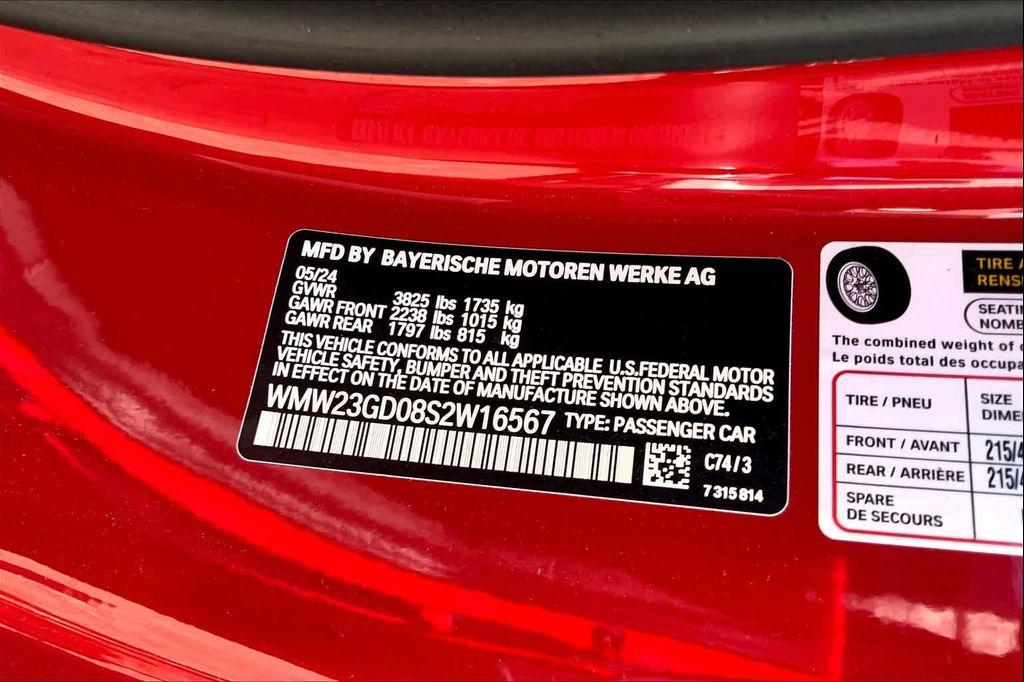 MFD BY BAYERISCHE MOTOREN WERKE AG
05/24
GVWR 3825 lbs 1735 kg
GAWR FRONT 2238 lbs 1015 kg
GAWR REAR 1797 lbs 815 kg
THIS VEHICLE CONFORMS TO ALL APPLICABLE U.S.FEDERAL MOTOR
VEHICLE SAFETY, BUMPER AND THEFT PREVENTION STANDARDS
IN EFFECT ON THE DATE OF MANUFACTURE SHOWN ABOVE.
WMW23GD08S2W16567 TYPE: PASSENGER CAR
C74/3
7315814
TIRE A
RENSE
SEATIN
NOMB
The combined weight of
Le poids total des occupa
TIRE / PNEU SIZE
DIME
FRONT / AVANT 215/4
REAR / ARRIÈRE 215/4
SPARE
DE SECOURS